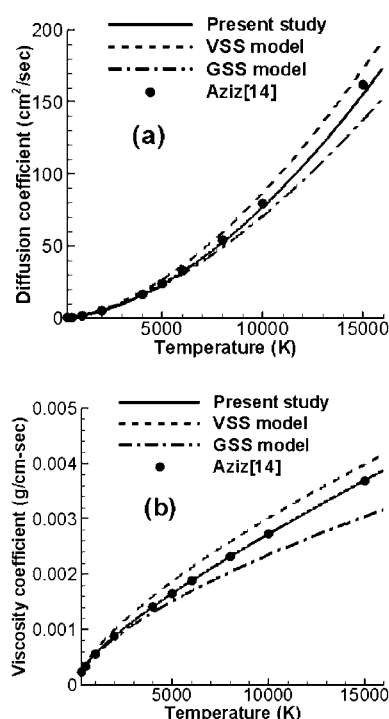 Present study
VSS model
GSS model
Aziz[14]
(a)
Diffusion coefficient (cm²/sec)
200
150
100
50
0
5000 10000 15000
Temperature (K)
Present study
VSS model
GSS model
Aziz[14]
(b)
Viscosity coefficient (g/cm-sec)
0.005
0.004
0.003
0.002
0.001
0
5000 10000 15000
Temperature (K)